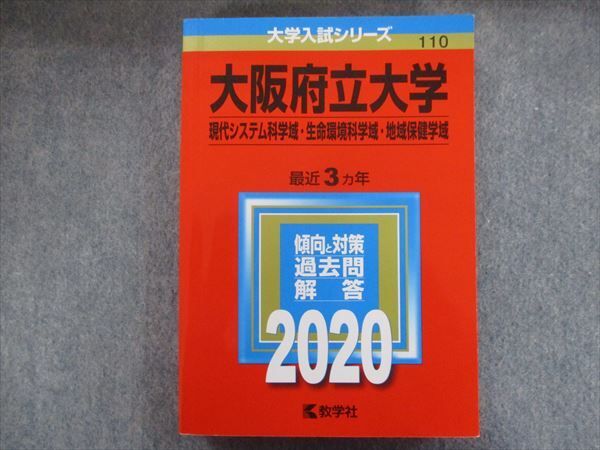 大学入試シリーズ
110
大阪府立大学
現代システム科学域・生命環境科学域・地域保健学域
最近3カ年
傾向と対策
過去問
解答
2020
教学社